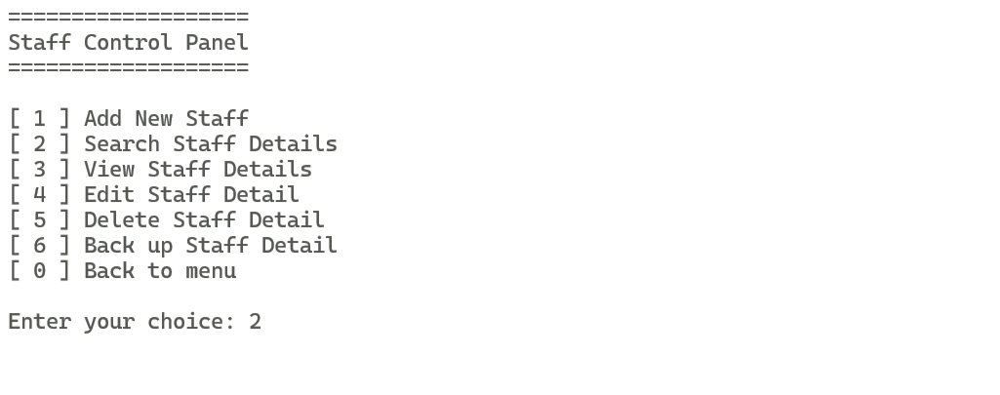 ===================
Staff Control Panel
===================
[ 1 ] Add New Staff
[ 2 ] Search Staff Details
[ 3 ] View Staff Details
[ 4 ] Edit Staff Detail
[ 5 ] Delete Staff Detail
[ 6 ] Back up Staff Detail
[ 0 ] Back to menu
Enter your choice: 2